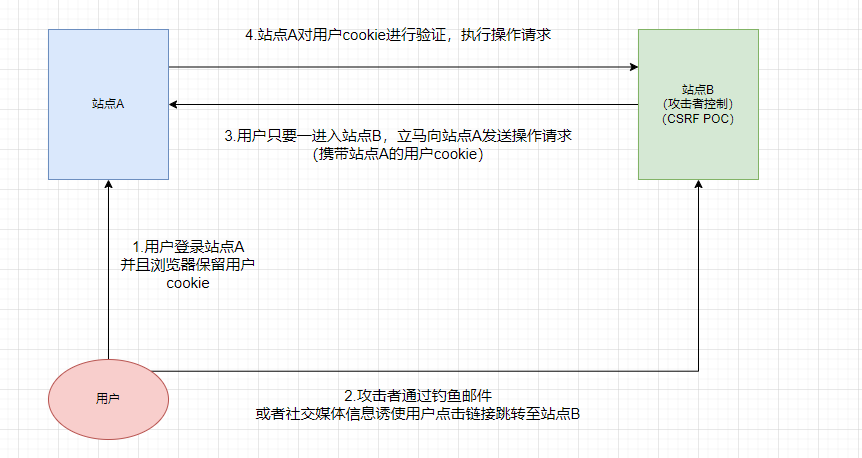 4.站点A对用户cookie进行验证，执行操作请求
站点A
站点B
（攻击者控制）
（CSRF POC）
3.用户只要一进入站点B，立马向站点A发送操作请求
（携带站点A的用户cookie）
1.用户登录站点A
并且浏览器保留用户
cookie
用户
2.攻击者通过钓鱼邮件
或者社交媒体信息诱使用户点击链接跳转至站点B